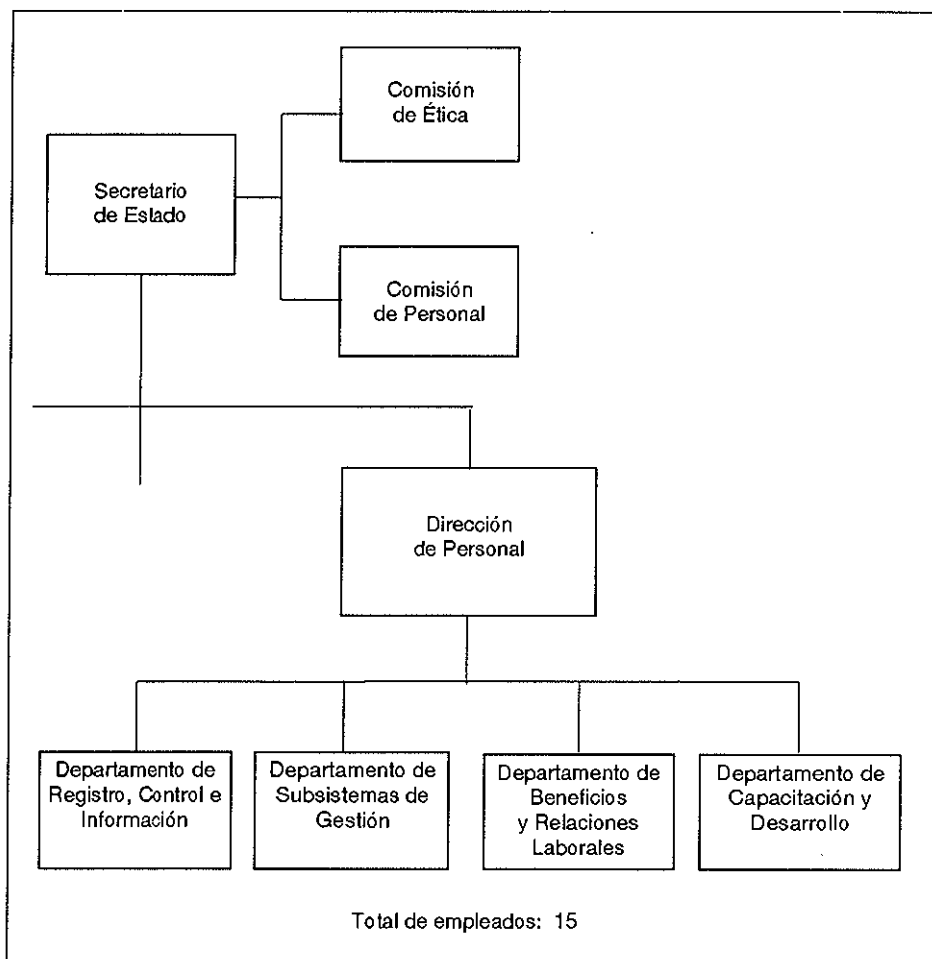 Comisión
de Ética
Secretario
de Estado
Comisión
de Personal
Dirección
de Personal
Departamento de
Registro, Control e
Información
Departamento de
Subsistemas de
Gestión
Departamento de
Beneficios
y Relaciones
Laborales
Departamento de
Capacitación y
Desarrollo
Total de empleados: 15